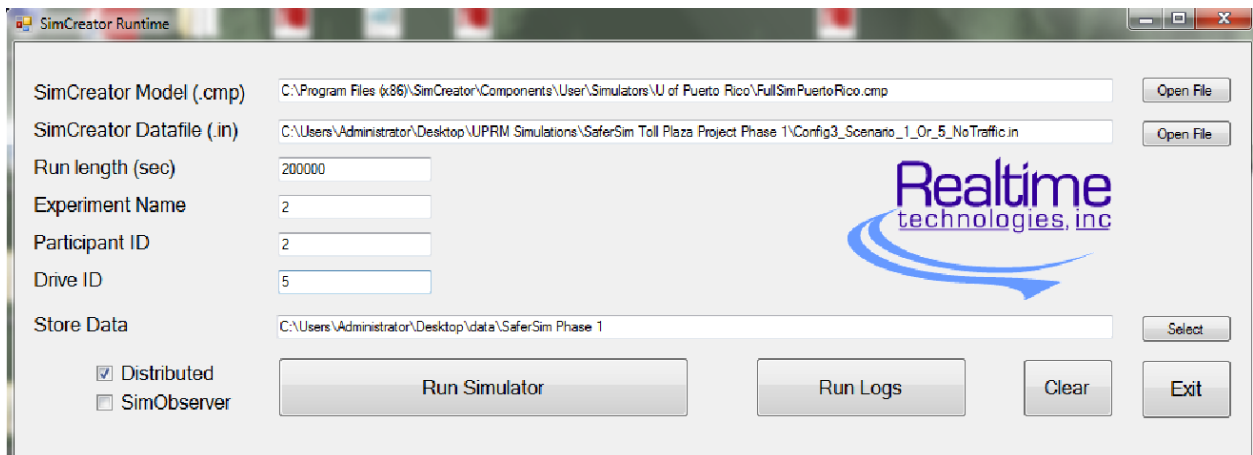 SimCreator Runtime
SimCreator Model (.cmp) C:\Program Files (x86)\SimCreator\Components\User\Simulators\U of Puerto Rico\FullSimPuertoRico.cmp Open File
SimCreator Datafile (.in) C:\Users\Administrator\Desktop\UPRM Simulations\SaferSim Toll Plaza Project Phase 1\Config3_Scenario_1_Or_5_NoTraffic.in Open File
Run length (sec) 200000
Experiment Name 2
Participant ID 2
Drive ID 5
Realtime
technologies, inc
Store Data C:\Users\Administrator\Desktop\data\SaferSim Phase 1 Select
Distributed
SimObserver
Run Simulator Run Logs Clear Exit